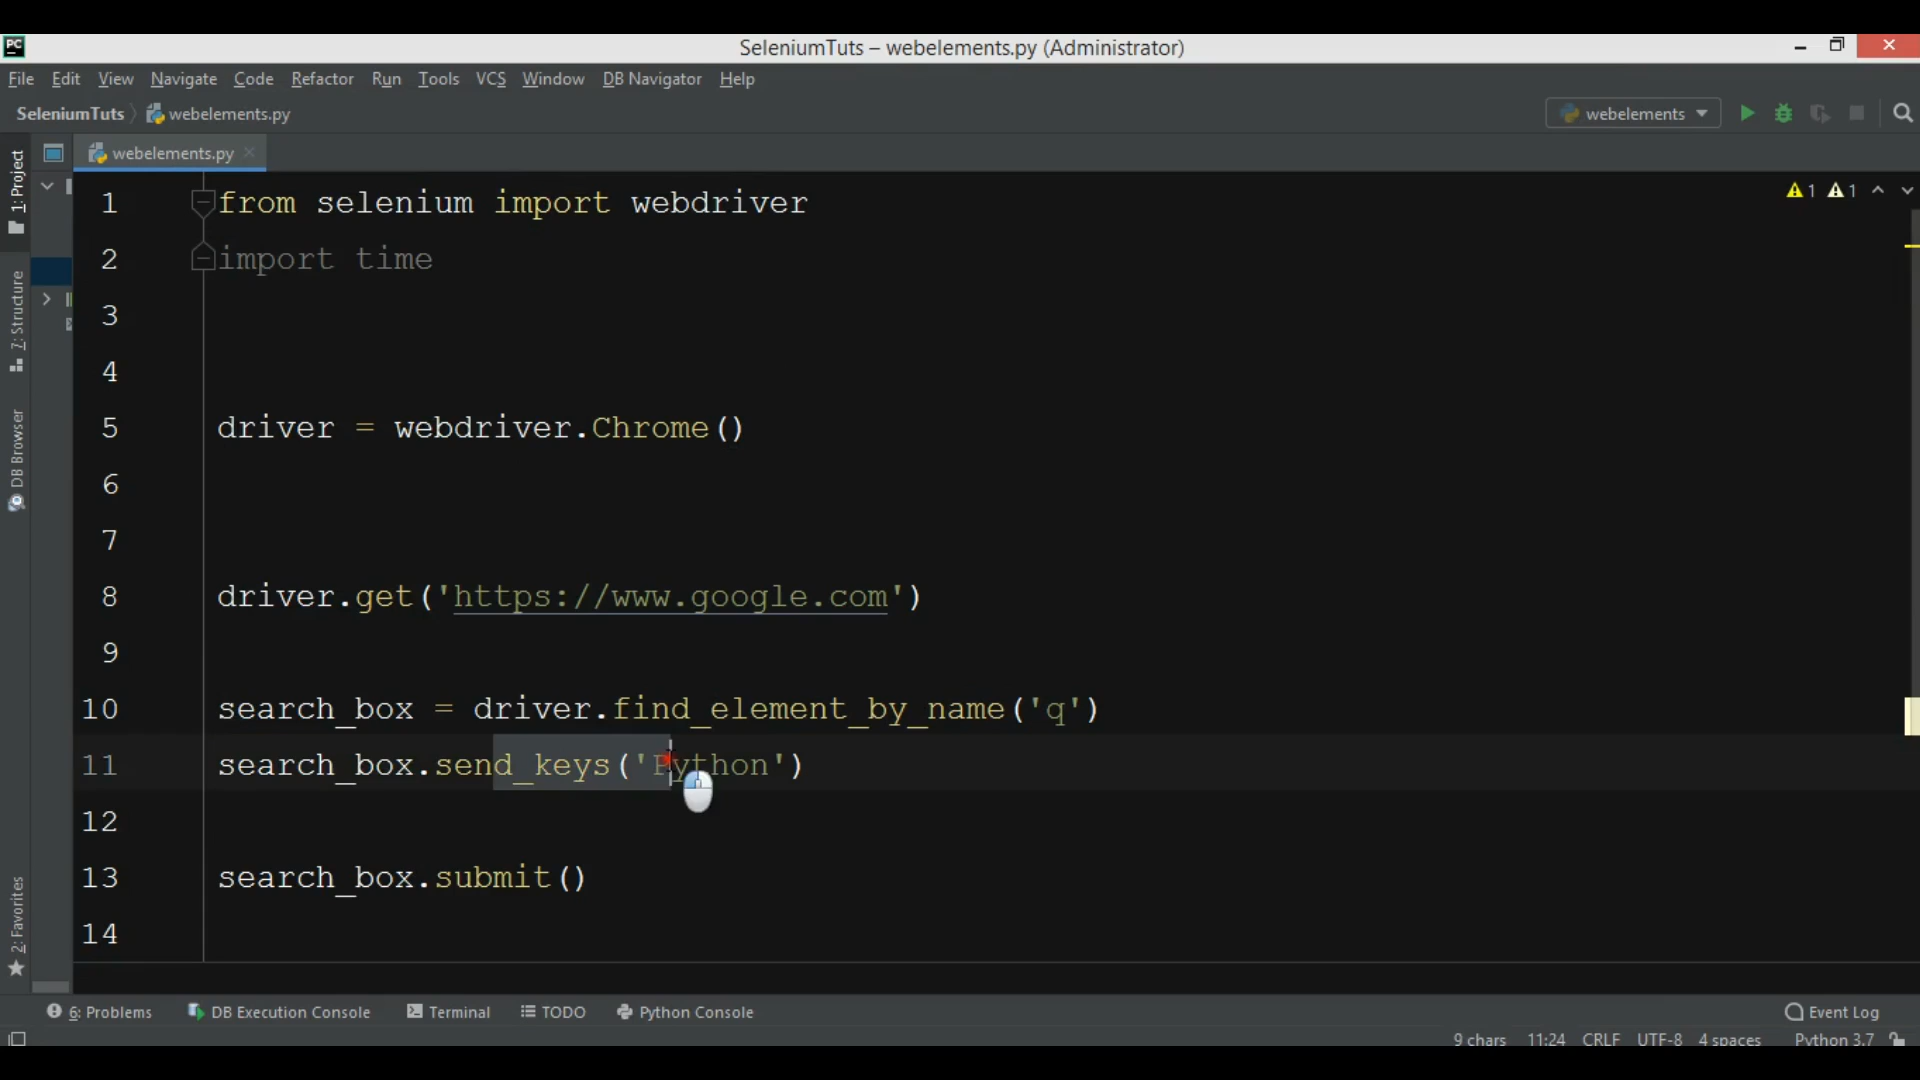 PC
SeleniumTuts – webelements.py (Administrator)
File Edit View Navigate Code Refactor Run Tools VCS Window DB Navigator Help
SeleniumTuts webelements.py
webelements
1: Project
webelements.py
1 from selenium import webdriver
1 1
2 import time
3
7: Structure
4
5 driver = webdriver.Chrome()
DB Browser
6
7
8 driver.get('https://www.google.com')
9
10 search_box = driver.find_element_by_name('q')
11 search_box.send_keys('Python')
12
13 search_box.submit()
14
2: Favorites
6: Problems DB Execution Console Terminal TODO Python Console Event Log
9 chars 11:24 CRLF UTF-8 4 spaces Python 3.7